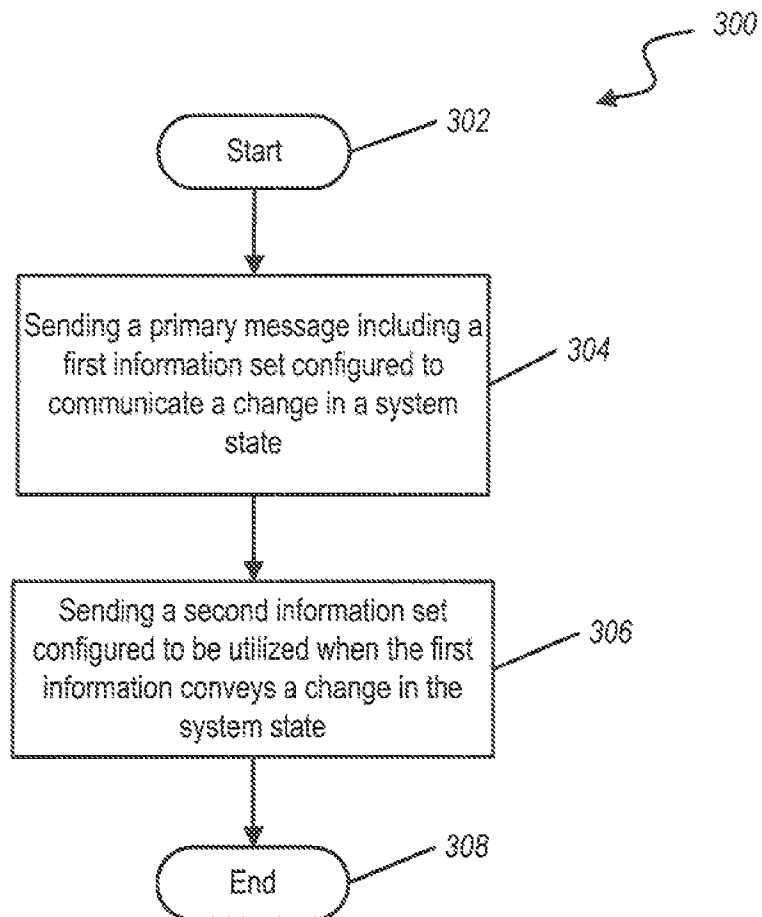 300
302
Start
Sending a primary message including a
first information set configured to
communicate a change in a system
state
304
Sending a second information set
configured to be utilized when the first
information conveys a change in the
system state
306
308
End